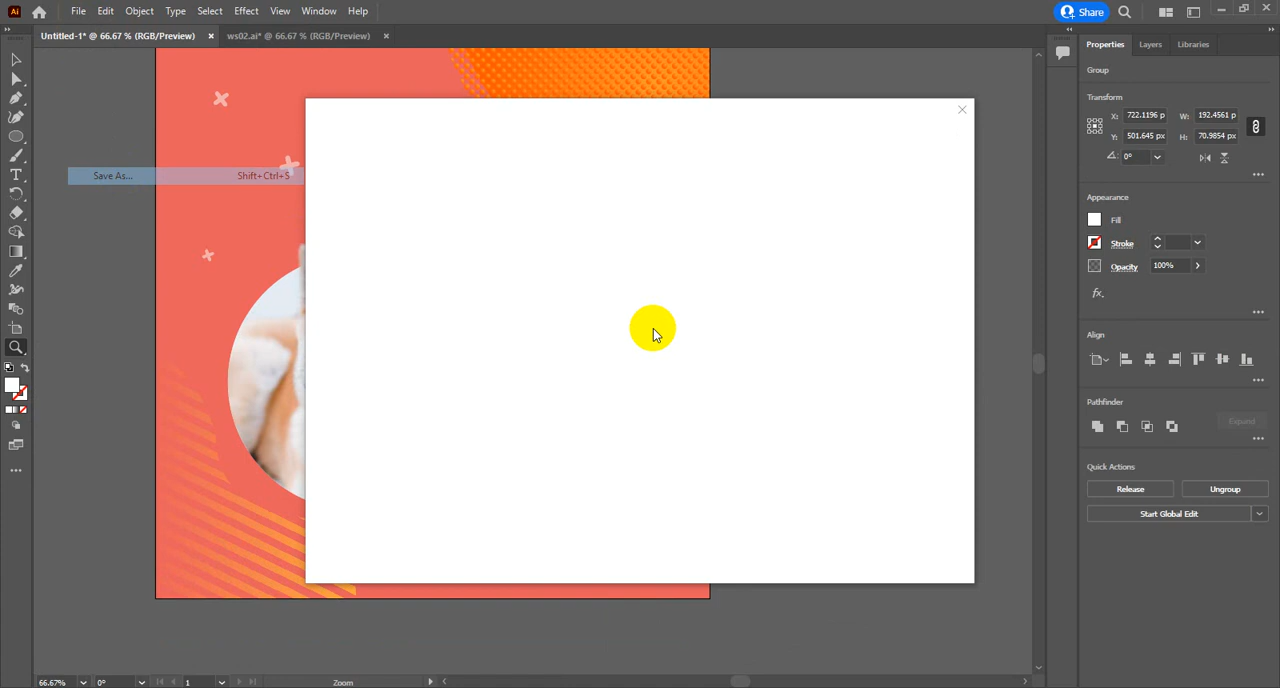 Ai File Edit Object Type Select Effect View Window Help Share
Untitled-1* @ 66.67 % (RGB/Preview) × ws02.ai* @ 66.67 % (RGB/Preview) ×
Properties Layers Libraries
Group
Transform
X: 722.1196 p W: 192.4561 p
Y: 501.645 px H: 70.9854 px
0°
Save As... Shift+Ctrl+S
Appearance
Fill
Stroke
Opacity 100%
fx.
Align
Pathfinder
Expand
Quick Actions
Release Ungroup
Start Global Edit
66.67% 0° 1 Zoom